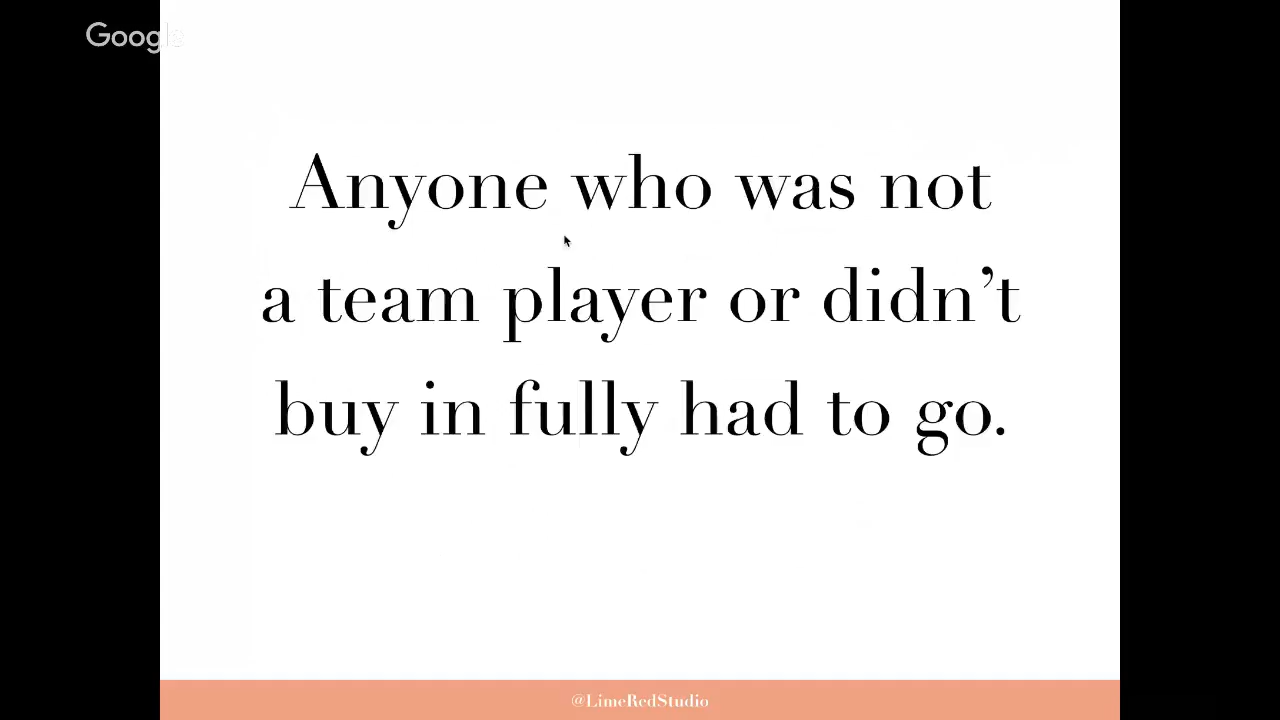 Google
Anyone who was not
a team player or didn’t
buy in fully had to go.
@LimeRedStudio